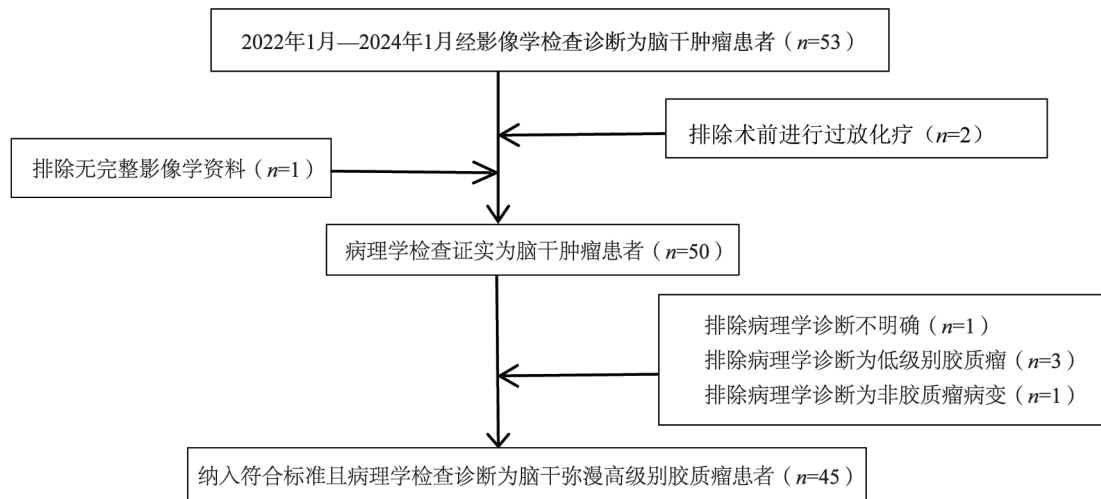 2022年1月—2024年1月经影像学检查诊断为脑干肿瘤患者（n=53）
排除术前进行过放化疗（n=2）
排除无完整影像学资料（n=1）
病理学检查证实为脑干肿瘤患者（n=50）
排除病理学诊断不明确（n=1）
排除病理学诊断为低级别胶质瘤（n=3）
排除病理学诊断为非胶质瘤病变（n=1）
纳入符合标准且病理学检查诊断为脑干弥漫高级别胶质瘤患者（n=45）